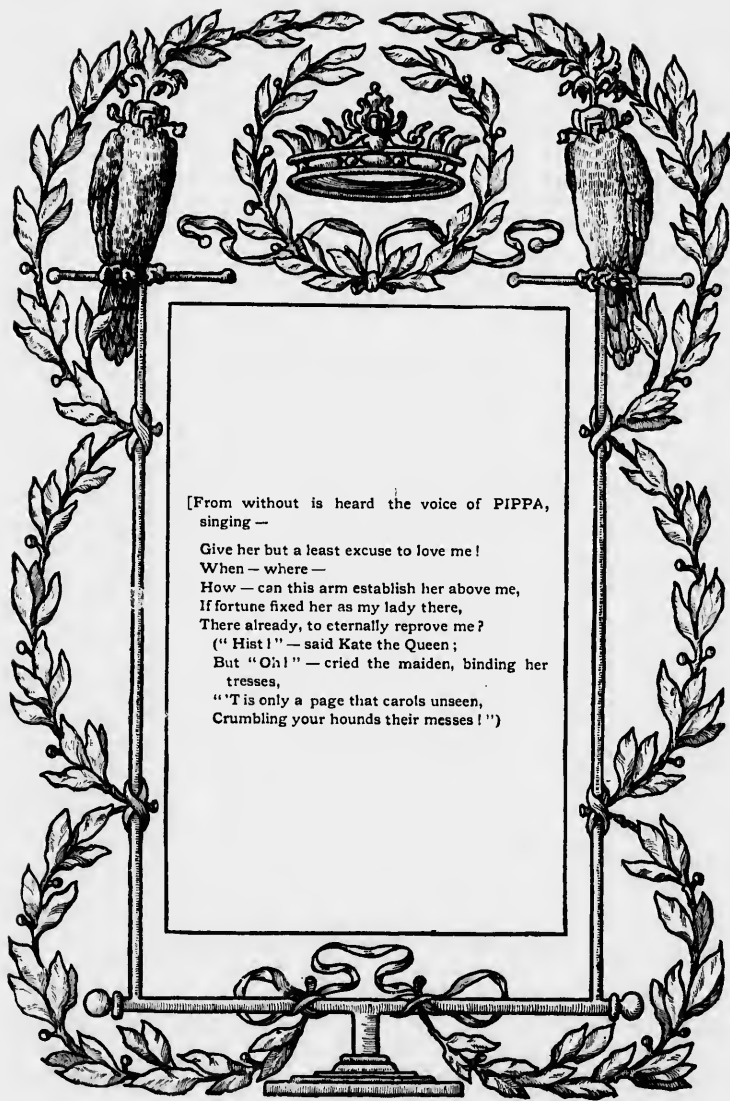 [From without is heard the voice of PIPPA,
singing —
Give her but a least excuse to love me!
When — where —
How — can this arm establish her above me,
If fortune fixed her as my lady there,
There already, to eternally reprove me?
(“Hist!” — said Kate the Queen;
But “Oh!” — cried the maiden, binding her
tresses,
“'T is only a page that carols unseen,
Crumbling your hounds their messes!”)